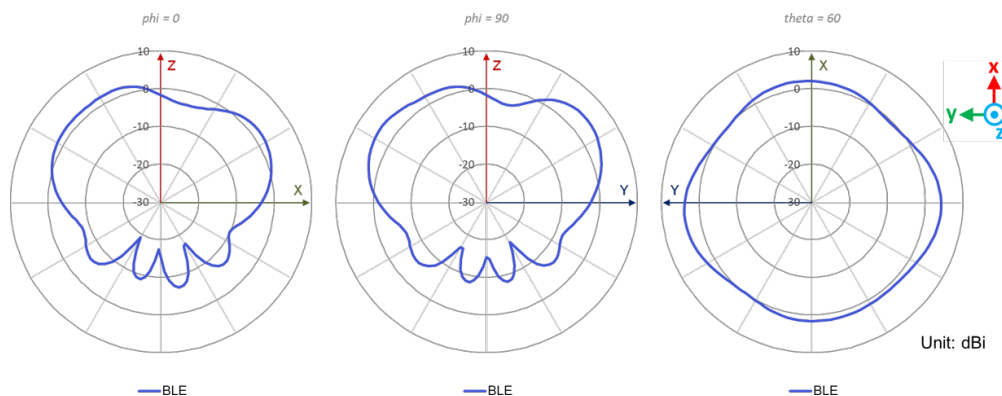 phi = 0
phi = 90
theta = 60
10
0
-10
-20
-30
Z
X
10
0
-10
-20
-30
Z
Y
10
0
-10
-20
-30
X
Y
x
y
z
Unit: dBi
BLE
BLE
BLE